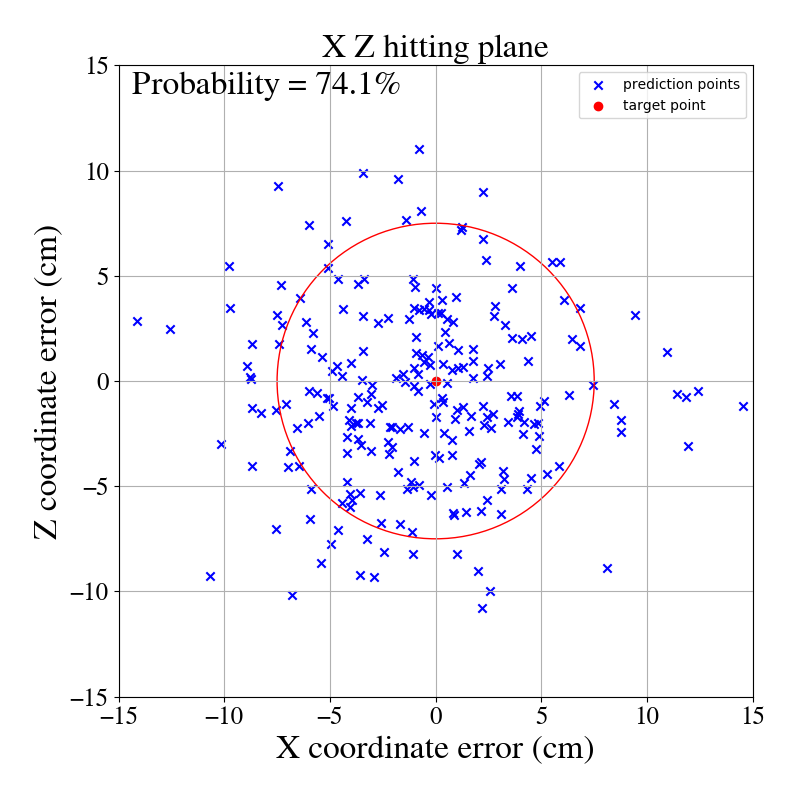 X Z hitting plane
Probability = 74.1%
prediction points
target point
15
10
5
0
−5
−10
−15
Z coordinate error (cm)
−15 −10 −5 0 5 10 15
X coordinate error (cm)